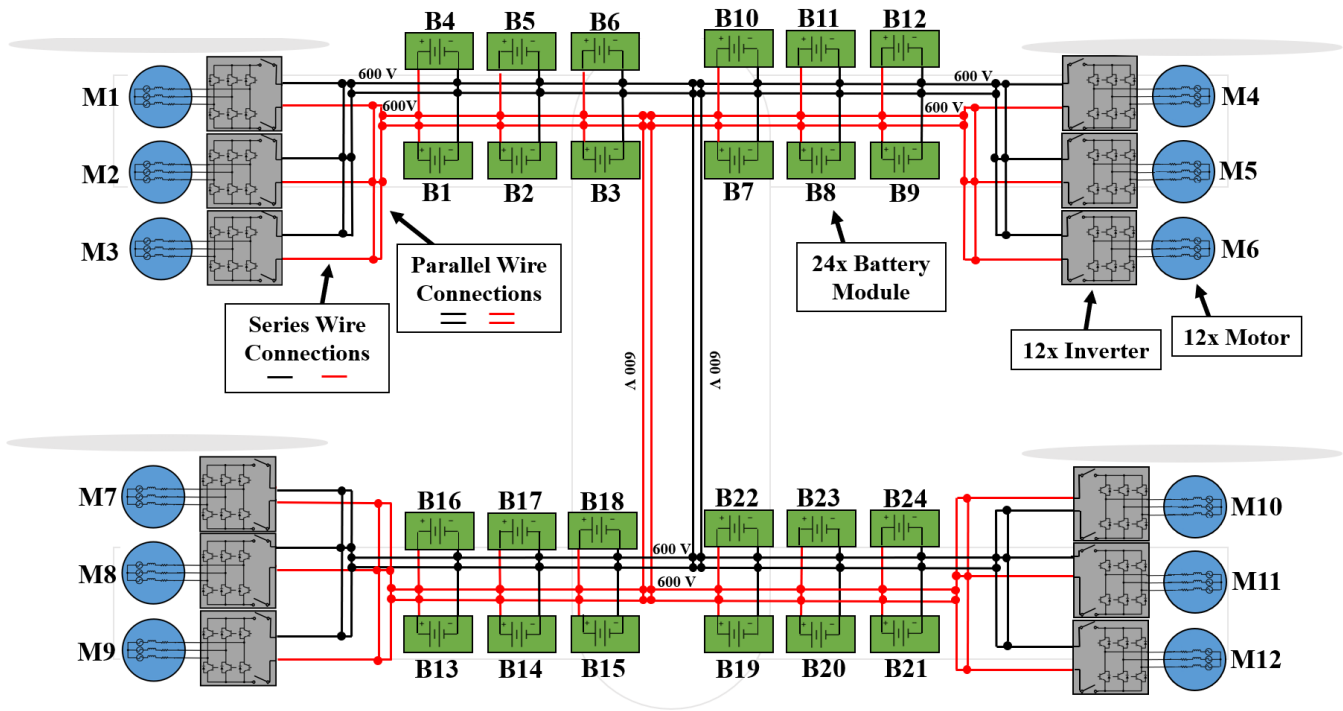 B4 B5 B6 B10 B11 B12
600 V 600 V
M1 600V 600 V M4
M2 M5
B1 B2 B3 B7 B8 B9
M3 M6
Parallel Wire
Connections
24x Battery
Module
Series Wire
Connections
12x Inverter
12x Motor
600 V 600 V
M7 B16 B17 B18 B22 B23 B24 M10
600 V
M8 600 V M11
M9 B13 B14 B15 B19 B20 B21 M12
+ − + − + − + − + − + −
+ − + − + − + − + − + −
+ − + − + − + − + − + −
+ − + − + − + − + − + −